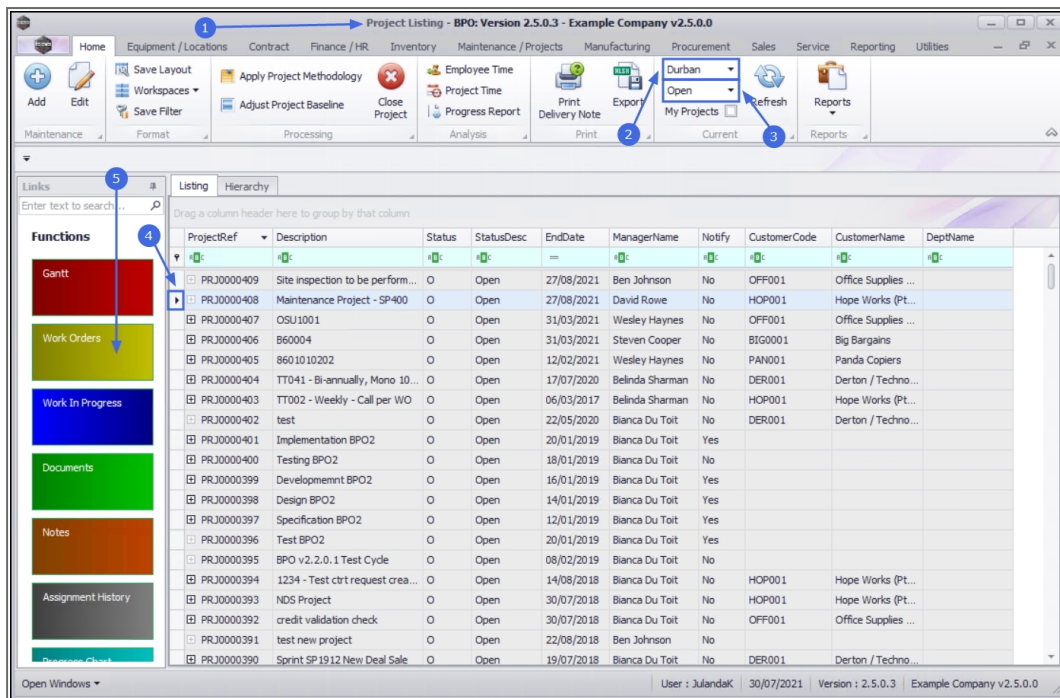 Project Listing - BPO: Version 2.5.0.3 - Example Company v2.5.0.0
1
Home Equipment / Locations Contract Finance / HR Inventory Maintenance / Projects Manufacturing Procurement Sales Service Reporting Utilities
Add Edit
Save Layout
Workspaces
Save Filter
Apply Project Methodology
Adjust Project Baseline
Close Project
Employee Time
Project Time
Progress Report
Print Delivery Note
Export
2
Durban
Open
My Projects
3
Refresh
Reports
Maintenance Format Processing Analysis Print Current Reports
Links
5
Enter text to search...
Functions
4
Gantt
Work Orders
Work In Progress
Documents
Notes
Assignment History
Progress Chart
Listing Hierarchy
Drag a column header here to group by that column
ProjectRef Description Status StatusDesc EndDate ManagerName Notify CustomerCode CustomerName DeptName
PRJ0000409 Site inspection to be perform... O Open 27/08/2021 Ben Johnson No OFF001 Office Supplies ...
PRJ0000408 Maintenance Project - SP400 O Open 27/08/2021 David Rowe No HOP001 Hope Works (Pt...
PRJ0000407 OSU1001 O Open 31/03/2021 Wesley Haynes No OFF001 Office Supplies ...
PRJ0000406 B60004 O Open 31/03/2021 Steven Cooper No BIG0001 Big Bargains
PRJ0000405 8601010202 O Open 12/02/2021 Wesley Haynes No PAN001 Panda Copiers
PRJ0000404 TT041 - Bi-annually, Mono 10... O Open 17/07/2020 Belinda Sharman No DER001 Derton / Techno...
PRJ0000403 TT002 - Weekly - Call per WO O Open 06/03/2017 Belinda Sharman No HOP001 Hope Works (Pt...
PRJ0000402 test O Open 22/05/2020 Bianca Du Toit No DER001 Derton / Techno...
PRJ0000401 Implementation BPO2 O Open 20/01/2019 Bianca Du Toit Yes
PRJ0000400 Testing BPO2 O Open 18/01/2019 Bianca Du Toit No
PRJ0000399 Developmemnt BPO2 O Open 16/01/2019 Bianca Du Toit Yes
PRJ0000398 Design BPO2 O Open 14/01/2019 Bianca Du Toit Yes
PRJ0000397 Specification BPO2 O Open 12/01/2019 Bianca Du Toit Yes
PRJ0000396 Test BPO2 O Open 20/01/2019 Bianca Du Toit Yes
PRJ0000395 BPO v2.2.0.1 Test Cycle O Open 08/02/2019 Bianca Du Toit No
PRJ0000394 1234 - Test ctrt request crea... O Open 14/08/2018 Bianca Du Toit No HOP001 Hope Works (Pt...
PRJ0000393 NDS Project O Open 30/07/2018 Bianca Du Toit No HOP001 Hope Works (Pt...
PRJ0000392 credit validation check O Open 30/07/2018 Bianca Du Toit No OFF001 Office Supplies ...
PRJ0000391 test new project O Open 22/08/2018 Ben Johnson No
PRJ0000390 Sprint SP1912 New Deal Sale O Open 19/07/2018 Bianca Du Toit No DER001 Derton / Techno...
Open Windows User : JulandaK 30/07/2021 Version : 2.5.0.3 Example Company v2.5.0.0